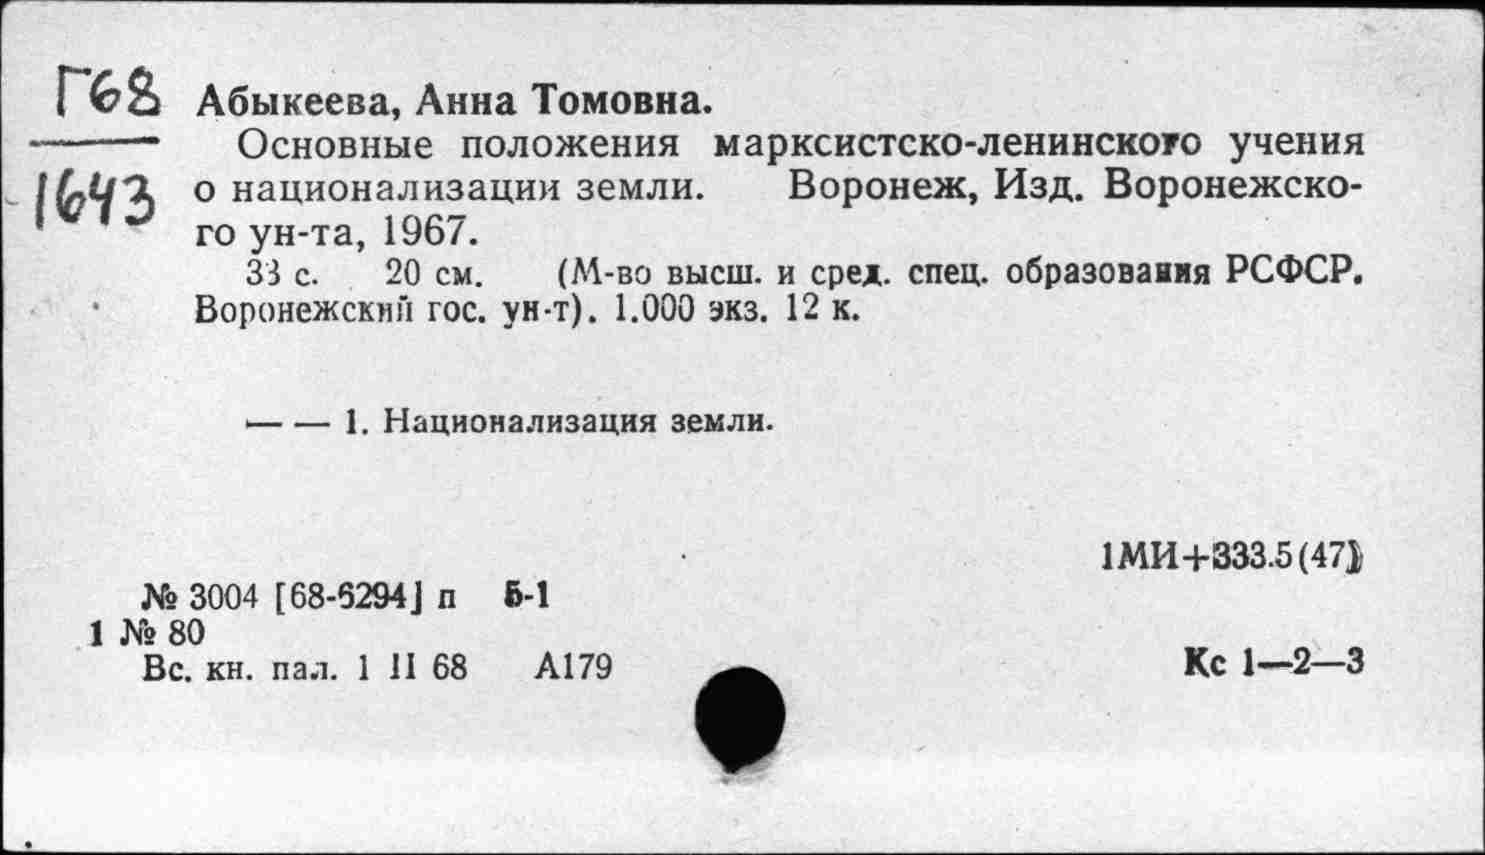 Г68
1643
Абыкеева, Анна Томовна.
Основные положения марксистско-ленинского учения
о национализации земли. Воронеж, Изд. Воронежско-
го ун-та, 1967.
33 с. 20 см. (М-во высш. и сред. спец. образования РСФСР.
Воронежский гос. ун-т). 1.000 экз. 12 к.
— — 1. Национализация земли.
1МИ+333.5(47)
№ 3004 [68-6294] п Б-1
1 № 80
Вс. кн. пал. 1 II 68 А179
Кс 1—2—3